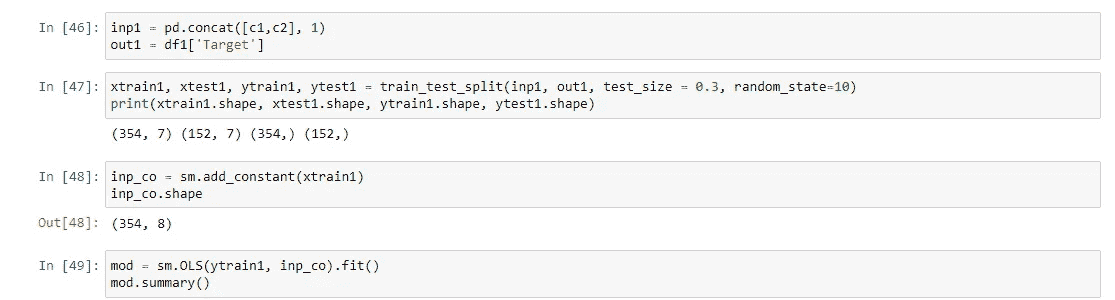 In [46]: inp1 = pd.concat([c1,c2], 1)
out1 = df1['Target']
In [47]: xtrain1, xtest1, ytrain1, ytest1 = train_test_split(inp1, out1, test_size = 0.3, random_state=10)
print(xtrain1.shape, xtest1.shape, ytrain1.shape, ytest1.shape)
(354, 7) (152, 7) (354,) (152,)
In [48]: inp_co = sm.add_constant(xtrain1)
inp_co.shape
Out[48]: (354, 8)
In [49]: mod = sm.OLS(ytrain1, inp_co).fit()
mod.summary()